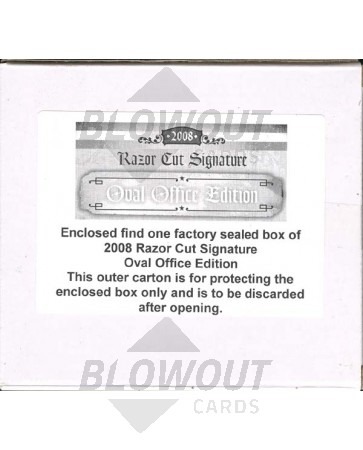 BLOWOUT
CARDS
·2008·
Razor Cut Signature
Oval Office Edition
Enclosed find one factory sealed box of
2008 Razor Cut Signature
Oval Office Edition
This outer carton is for protecting the
enclosed box only and is to be discarded
after opening.
BLOWOUT
CARDS